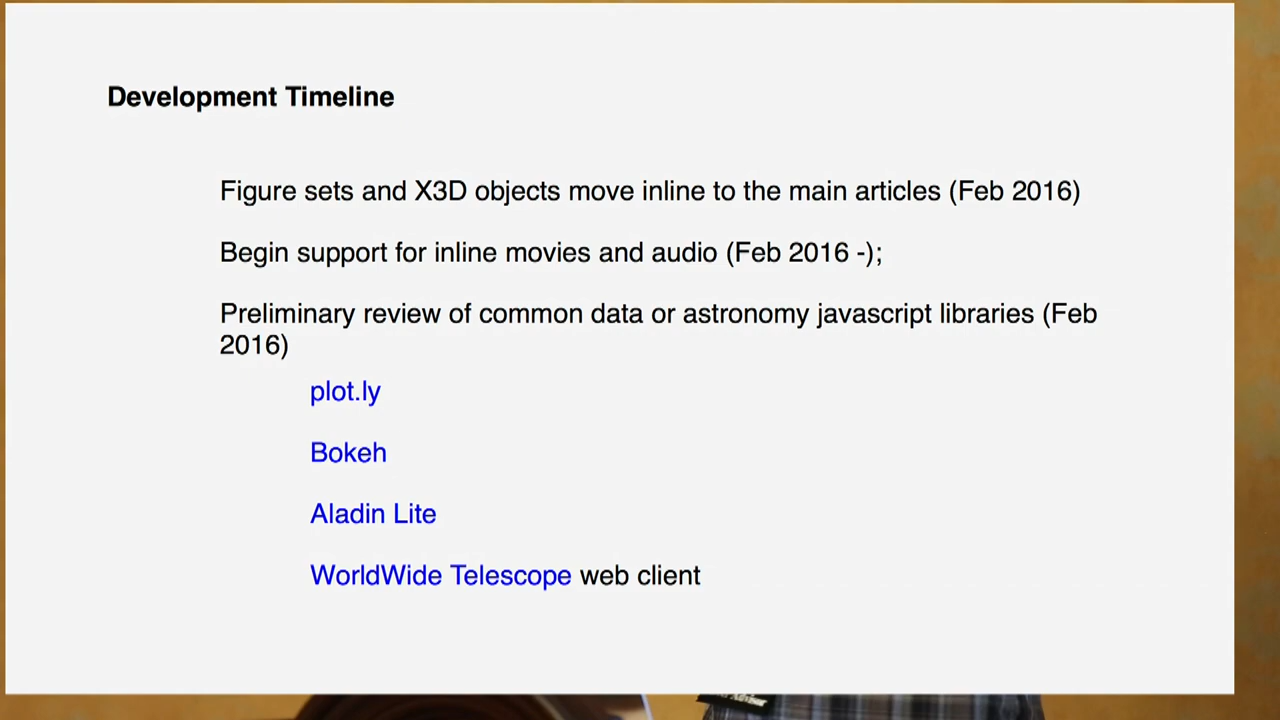 Development Timeline
Figure sets and X3D objects move inline to the main articles (Feb 2016)
Begin support for inline movies and audio (Feb 2016 -);
Preliminary review of common data or astronomy javascript libraries (Feb
2016)
plot.ly
Bokeh
Aladin Lite
WorldWide Telescope web client